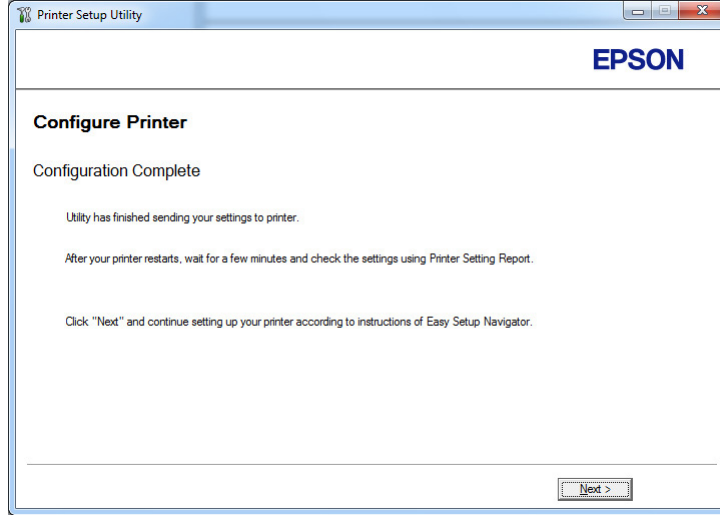 Printer Setup Utility
EPSON
Configure Printer
Configuration Complete
Utility has finished sending your settings to printer.
After your printer restarts, wait for a few minutes and check the settings using Printer Setting Report.
Click "Next" and continue setting up your printer according to instructions of Easy Setup Navigator.
Next >